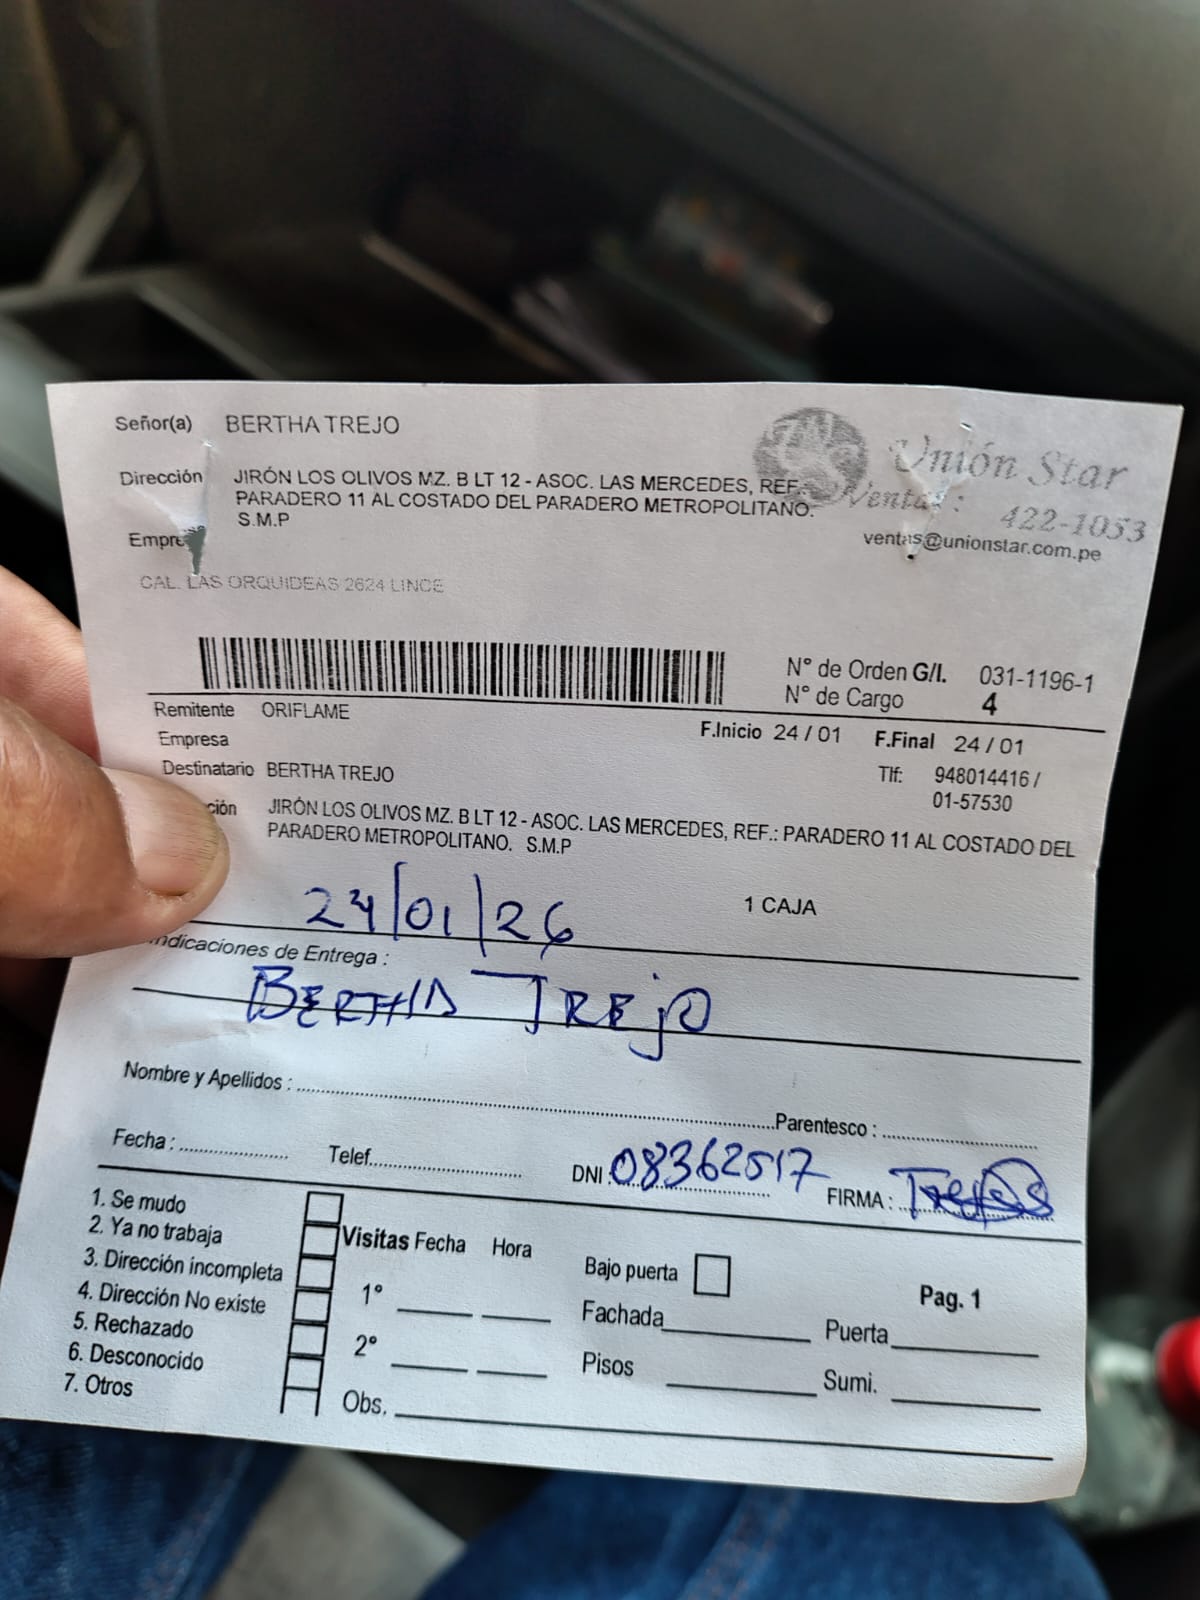 Señor(a) BERTHA TREJO
Unión Star
Dirección JIRÓN LOS OLIVOS MZ. B LT 12 - ASOC. LAS MERCEDES, REF.:
Ventas:
PARADERO 11 AL COSTADO DEL PARADERO METROPOLITANO.
422-1053
S.M.P
ventas@unionstar.com.pe
CAL. LAS ORQUIDEAS 2624 LINCE
N° de Orden G/I. 031-1196-1
N° de Cargo 4
Remitente ORIFLAME
F.Inicio 24 / 01 F.Final 24 / 01
Empresa
Destinatario BERTHA TREJO
Tlf: 948014416 /
01-57530
JIRÓN LOS OLIVOS MZ. B LT 12 - ASOC. LAS MERCEDES, REF.: PARADERO 11 AL COSTADO DEL
PARADERO METROPOLITANO. S.M.P
24/01/26
1 CAJA
Indicaciones de Entrega :
BERTHA TREJO
Nombre y Apellidos : Parentesco :
Fecha : Telef. DNI : 08362517 FIRMA :
1. Se mudo
2. Ya no trabaja
3. Dirección incompleta
4. Dirección No existe
5. Rechazado
6. Desconocido
7. Otros
Visitas Fecha Hora
1°
2°
Obs.
Bajo puerta
Fachada
Pisos
Pag. 1
Puerta
Sumi.